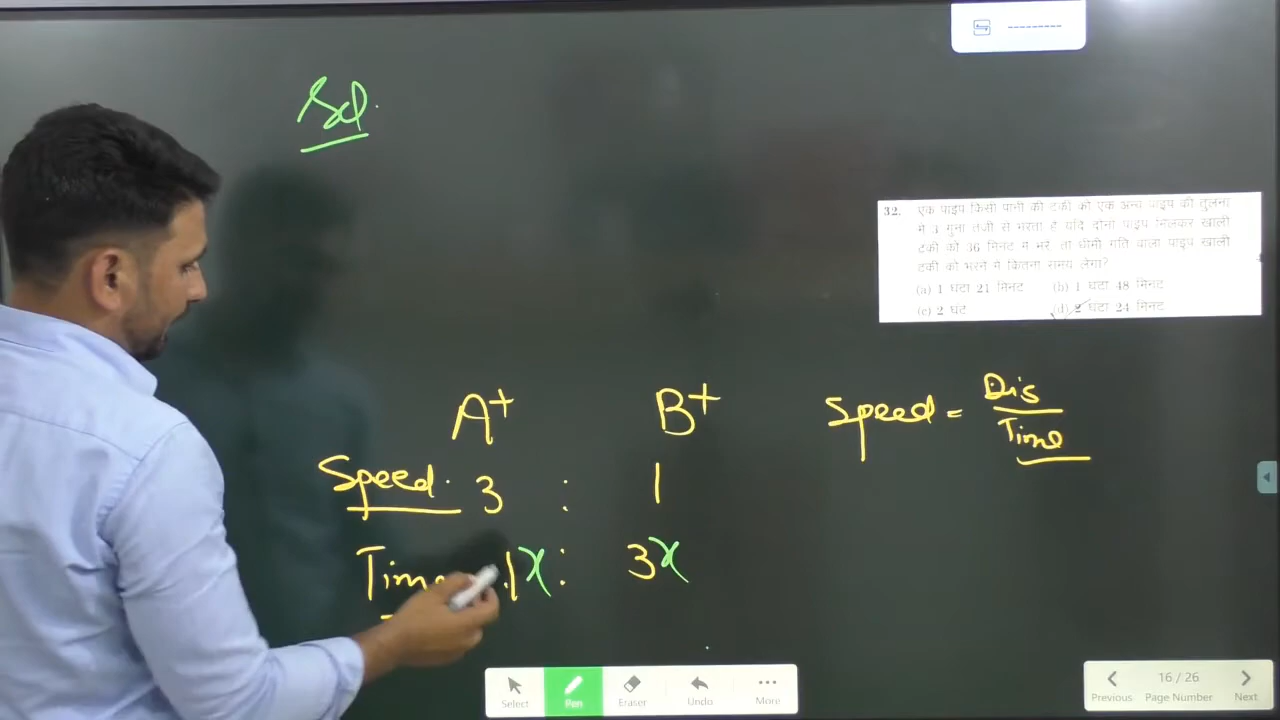 Sol.
32. एक पाइप किसी पानी की टंकी को एक अन्य पाइप की तुलना
में 3 गुना तेजी से भरता है यदि दोनों पाइप मिलकर खाली
टंकी को 36 मिनट में भरें, तो धीमी गति वाला पाइप खाली
टंकी को भरने में कितना समय लेगा?
(a) 1 घंटा 21 मिनट (b) 1 घंटा 48 मिनट
(c) 2 घंटे (d) 2 घंटा 24 मिनट
A+ B+ Speed = Dis / Time
Speed. 3 : 1
Time 1x : 3x
Select Pen Eraser Undo More
Previous 16 / 26 Page Number Next